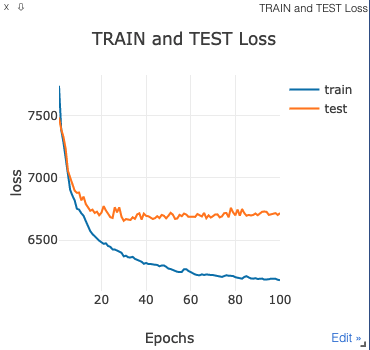 x ⇩ TRAIN and TEST Loss
TRAIN and TEST Loss
train
test
7500
7000
6500
loss
20 40 60 80 100
Epochs
Edit »